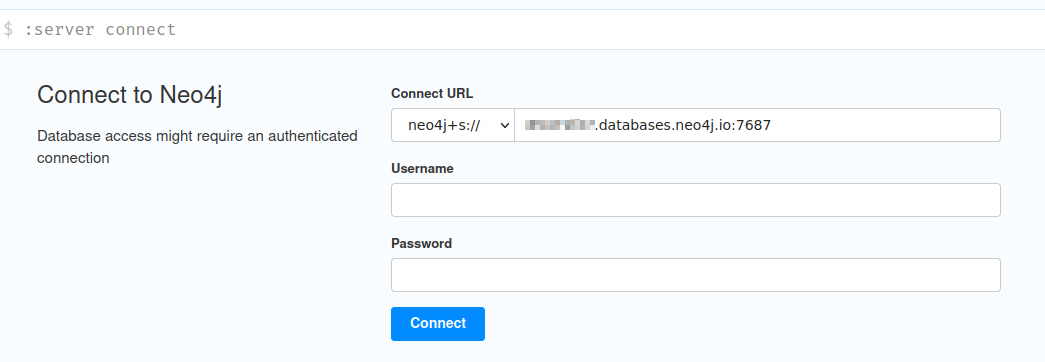 $ :server connect
Connect to Neo4j
Database access might require an authenticated
connection
Connect URL
neo4j+s://
.databases.neo4j.io:7687
Username
Password
Connect